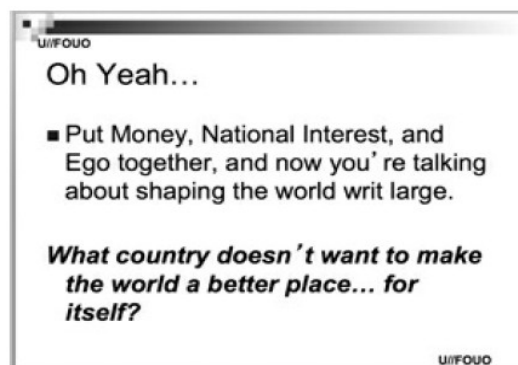 U//FOUO
Oh Yeah…
■ Put Money, National Interest, and
Ego together, and now you’re talking
about shaping the world writ large.
What country doesn’t want to make
the world a better place… for
itself?
U//FOUO